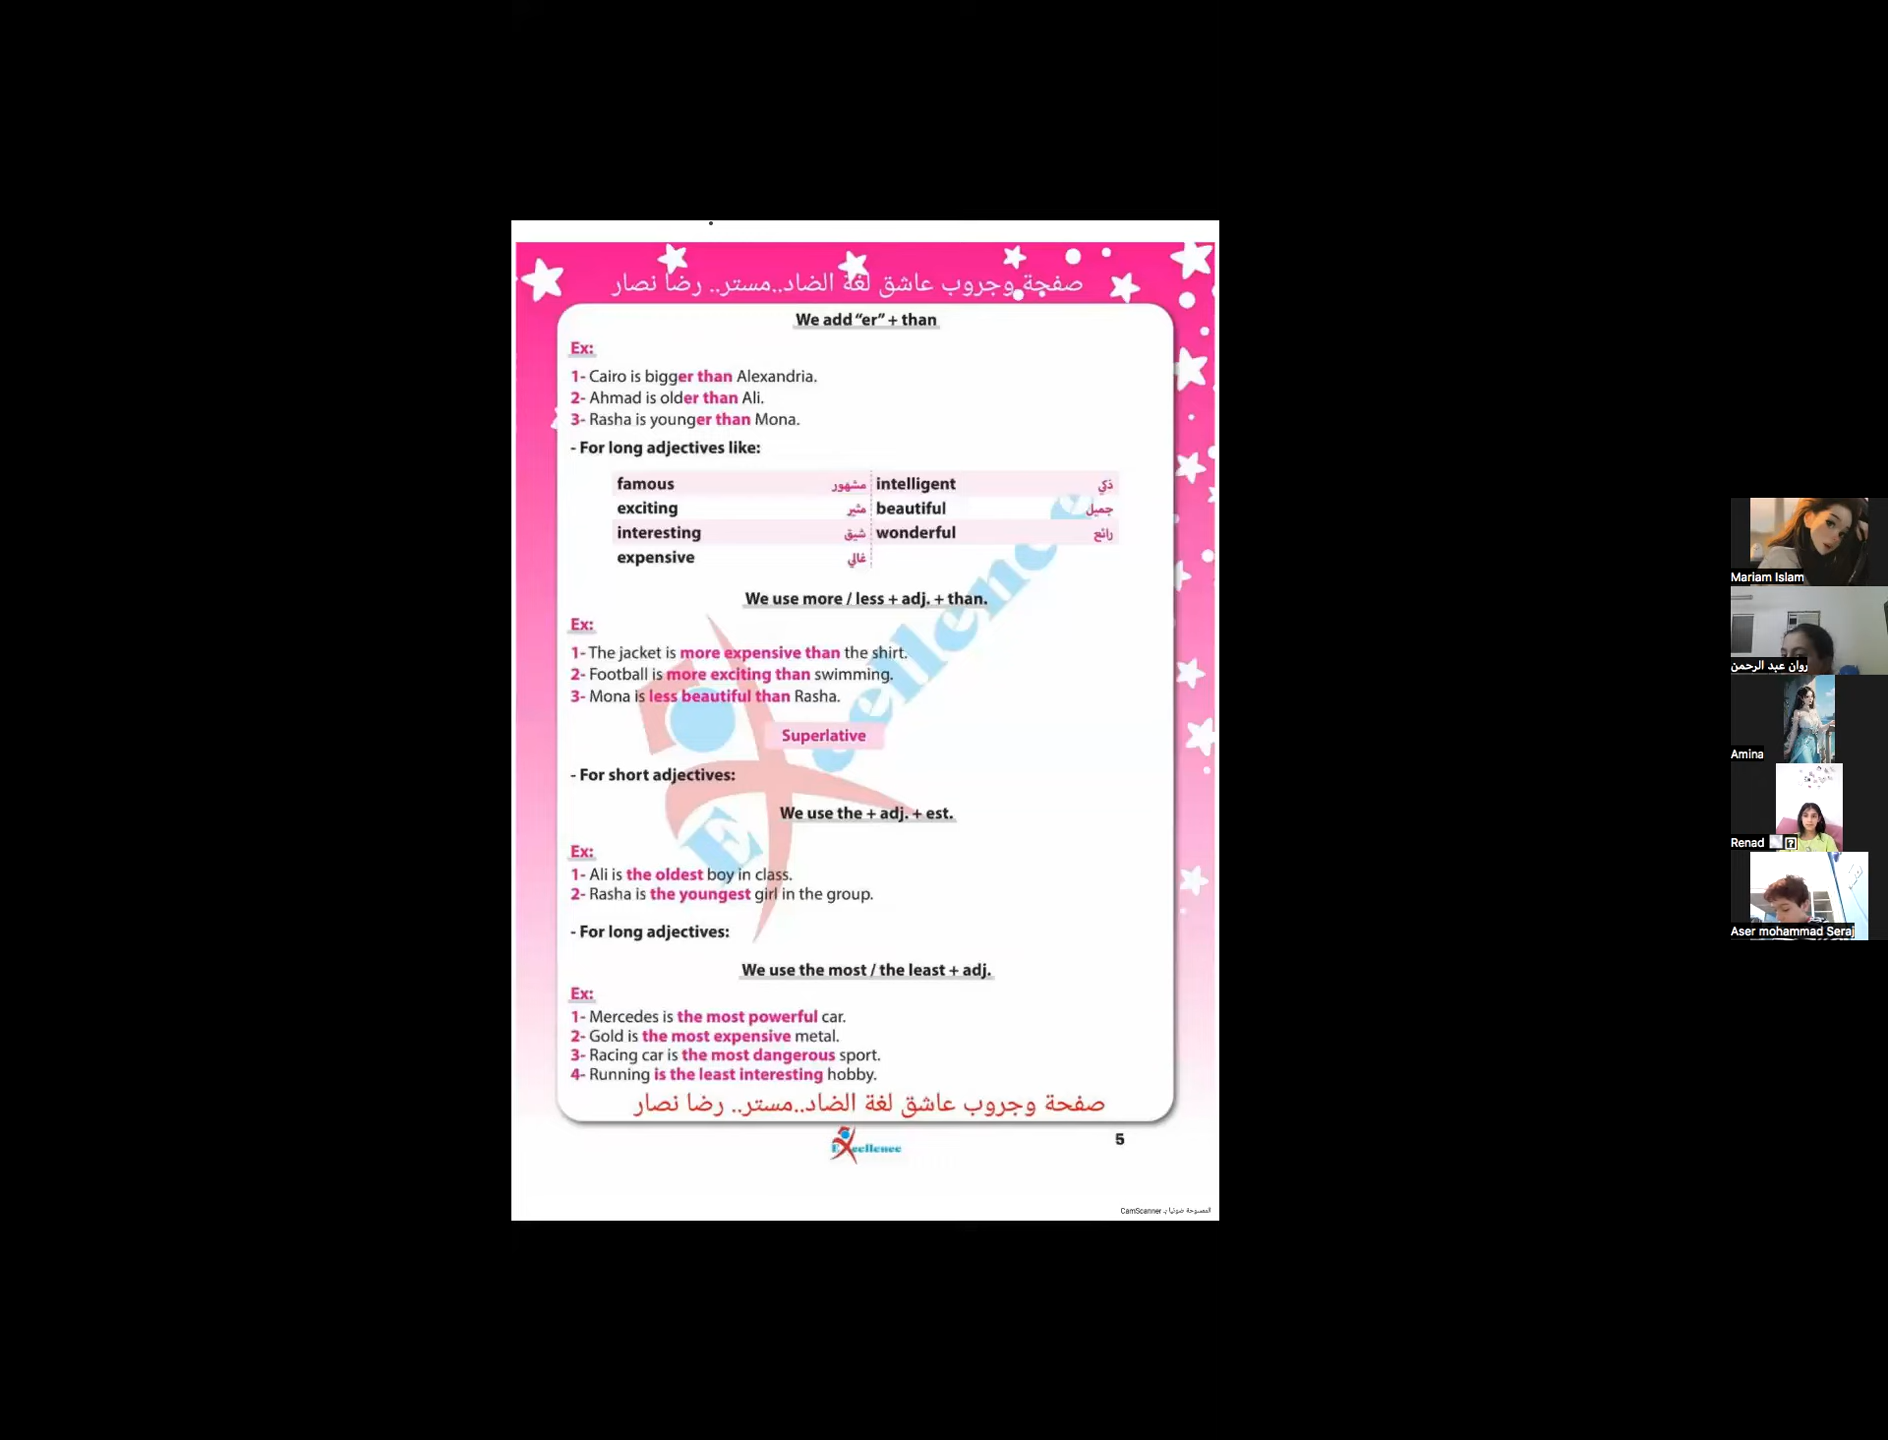 صفحة وجروب عاشق لغة الضاد..مستر.. رضا نصار
We add “er” + than
Ex:
1- Cairo is bigger than Alexandria.
2- Ahmad is older than Ali.
3- Rasha is younger than Mona.
- For long adjectives like:
famous مشهور intelligent ذكي
exciting مثير beautiful جميل
interesting شيق wonderful رائع
expensive غالي
We use more / less + adj. + than.
Ex:
1- The jacket is more expensive than the shirt.
2- Football is more exciting than swimming.
3- Mona is less beautiful than Rasha.
Superlative
- For short adjectives:
We use the + adj. + est.
Ex:
1- Ali is the oldest boy in class.
2- Rasha is the youngest girl in the group.
- For long adjectives:
We use the most / the least + adj.
Ex:
1- Mercedes is the most powerful car.
2- Gold is the most expensive metal.
3- Racing car is the most dangerous sport.
4- Running is the least interesting hobby.
صفحة وجروب عاشق لغة الضاد..مستر.. رضا نصار
Excellence
5
الممسوحة ضوئيا بـ CamScanner
Excellence
Mariam Islam
روان عبد الرحمن
Amina
Renad
Aser mohammad Seraj